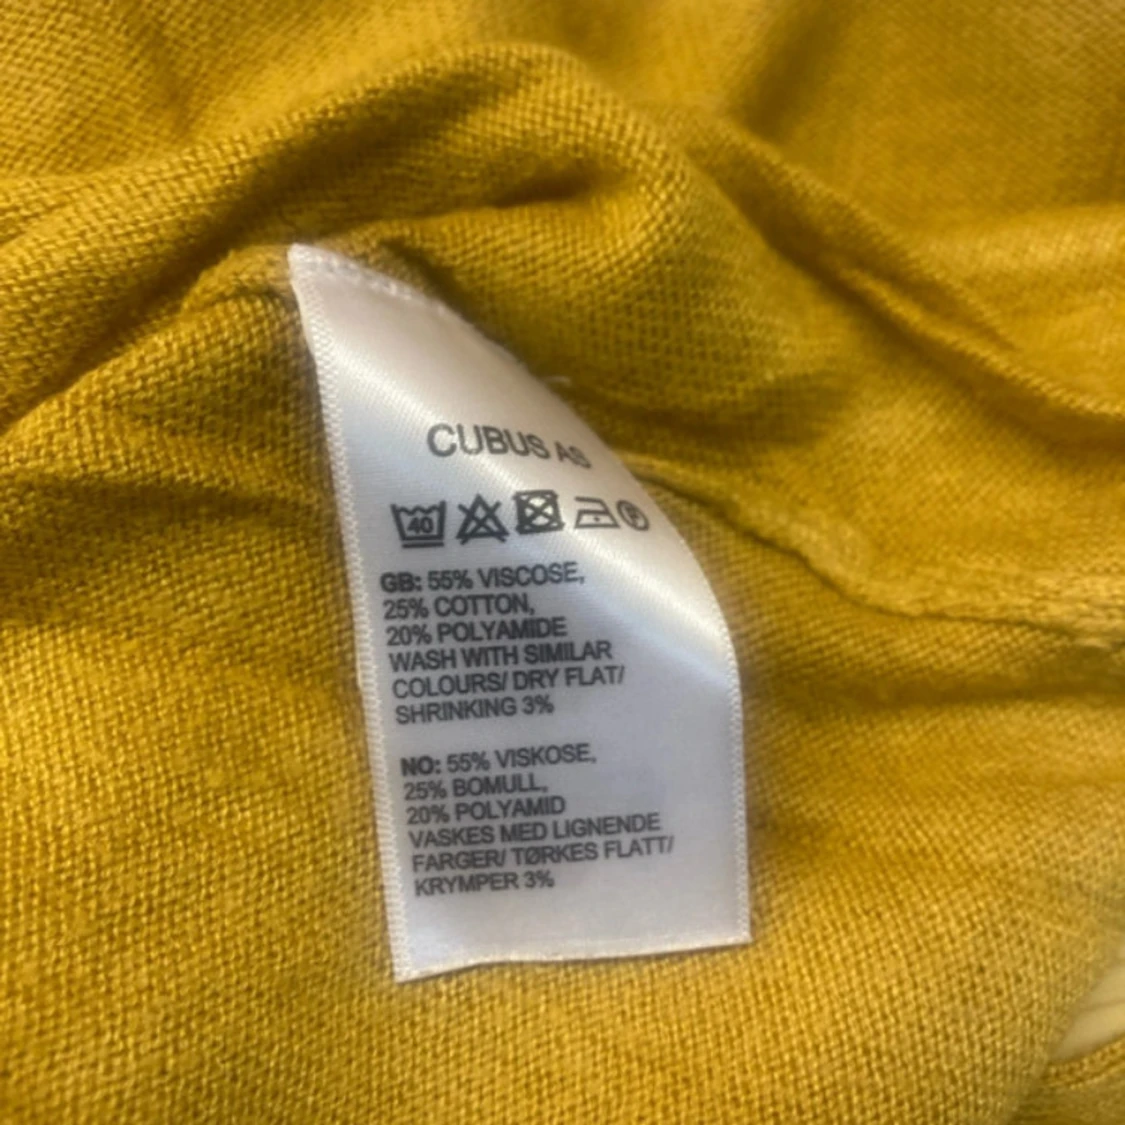 CUBUS AS
40 P
GB: 55% VISCOSE,
25% COTTON,
20% POLYAMIDE
WASH WITH SIMILAR
COLOURS/ DRY FLAT/
SHRINKING 3%
NO: 55% VISKOSE,
25% BOMULL,
20% POLYAMID
VASKES MED LIGNENDE
FARGER/ TØRKES FLATT/
KRYMPER 3%